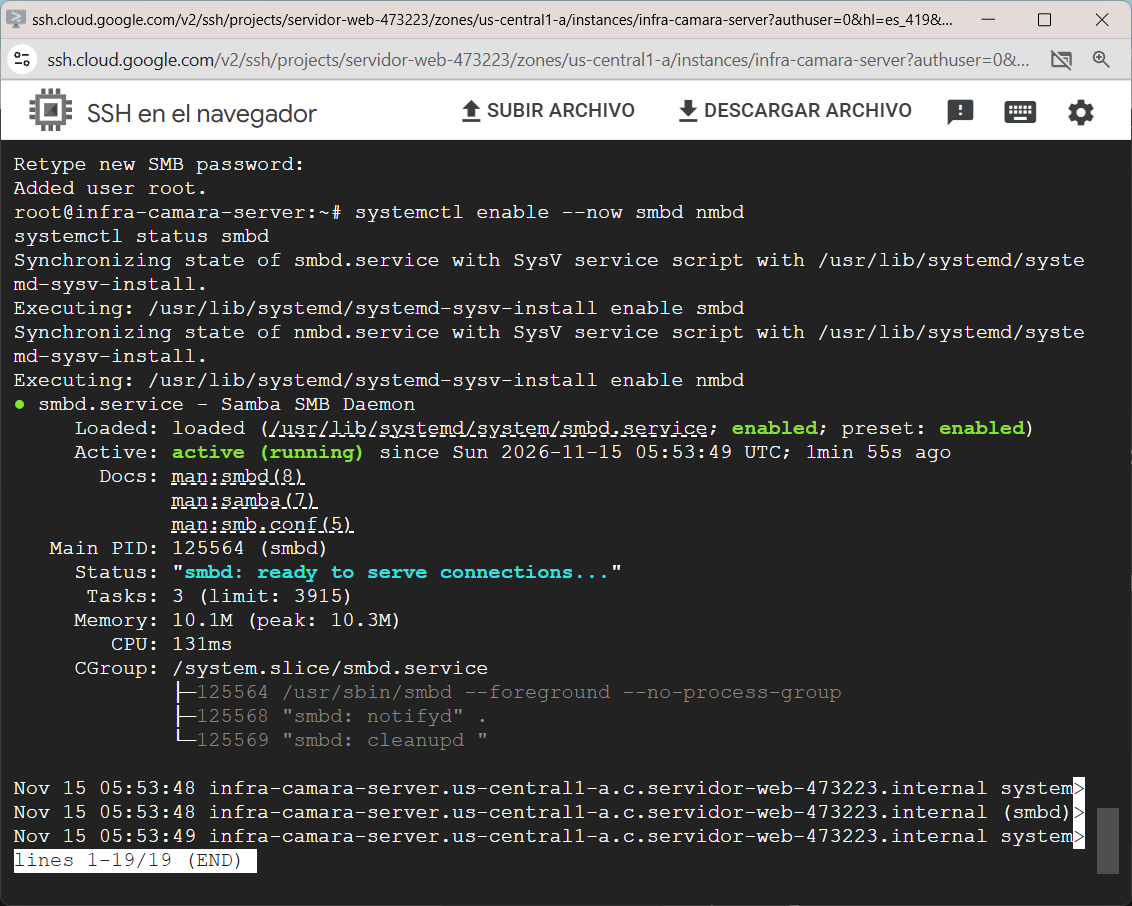 ssh.cloud.google.com/v2/ssh/projects/servidor-web-473223/zones/us-central1-a/instances/infra-camara-server?authuser=0&hl=es_419&...
ssh.cloud.google.com/v2/ssh/projects/servidor-web-473223/zones/us-central1-a/instances/infra-camara-server?authuser=0&...
SSH en el navegador
SUBIR ARCHIVO
DESCARGAR ARCHIVO
Retype new SMB password:
Added user root.
root@infra-camara-server:~# systemctl enable --now smbd nmbd
systemctl status smbd
Synchronizing state of smbd.service with SysV service script with /usr/lib/systemd/syste
md-sysv-install.
Executing: /usr/lib/systemd/systemd-sysv-install enable smbd
Synchronizing state of nmbd.service with SysV service script with /usr/lib/systemd/syste
md-sysv-install.
Executing: /usr/lib/systemd/systemd-sysv-install enable nmbd
● smbd.service - Samba SMB Daemon
     Loaded: loaded (/usr/lib/systemd/system/smbd.service; enabled; preset: enabled)
     Active: active (running) since Sun 2026-11-15 05:53:49 UTC; 1min 55s ago
       Docs: man:smbd(8)
             man:samba(7)
             man:smb.conf(5)
   Main PID: 125564 (smbd)
     Status: "smbd: ready to serve connections..."
      Tasks: 3 (limit: 3915)
     Memory: 10.1M (peak: 10.3M)
        CPU: 131ms
     CGroup: /system.slice/smbd.service
             ├─125564 /usr/sbin/smbd --foreground --no-process-group
             ├─125568 "smbd: notifyd" .
             └─125569 "smbd: cleanupd "
Nov 15 05:53:48 infra-camara-server.us-central1-a.c.servidor-web-473223.internal system>
Nov 15 05:53:48 infra-camara-server.us-central1-a.c.servidor-web-473223.internal (smbd)>
Nov 15 05:53:49 infra-camara-server.us-central1-a.c.servidor-web-473223.internal system>
lines 1-19/19 (END)